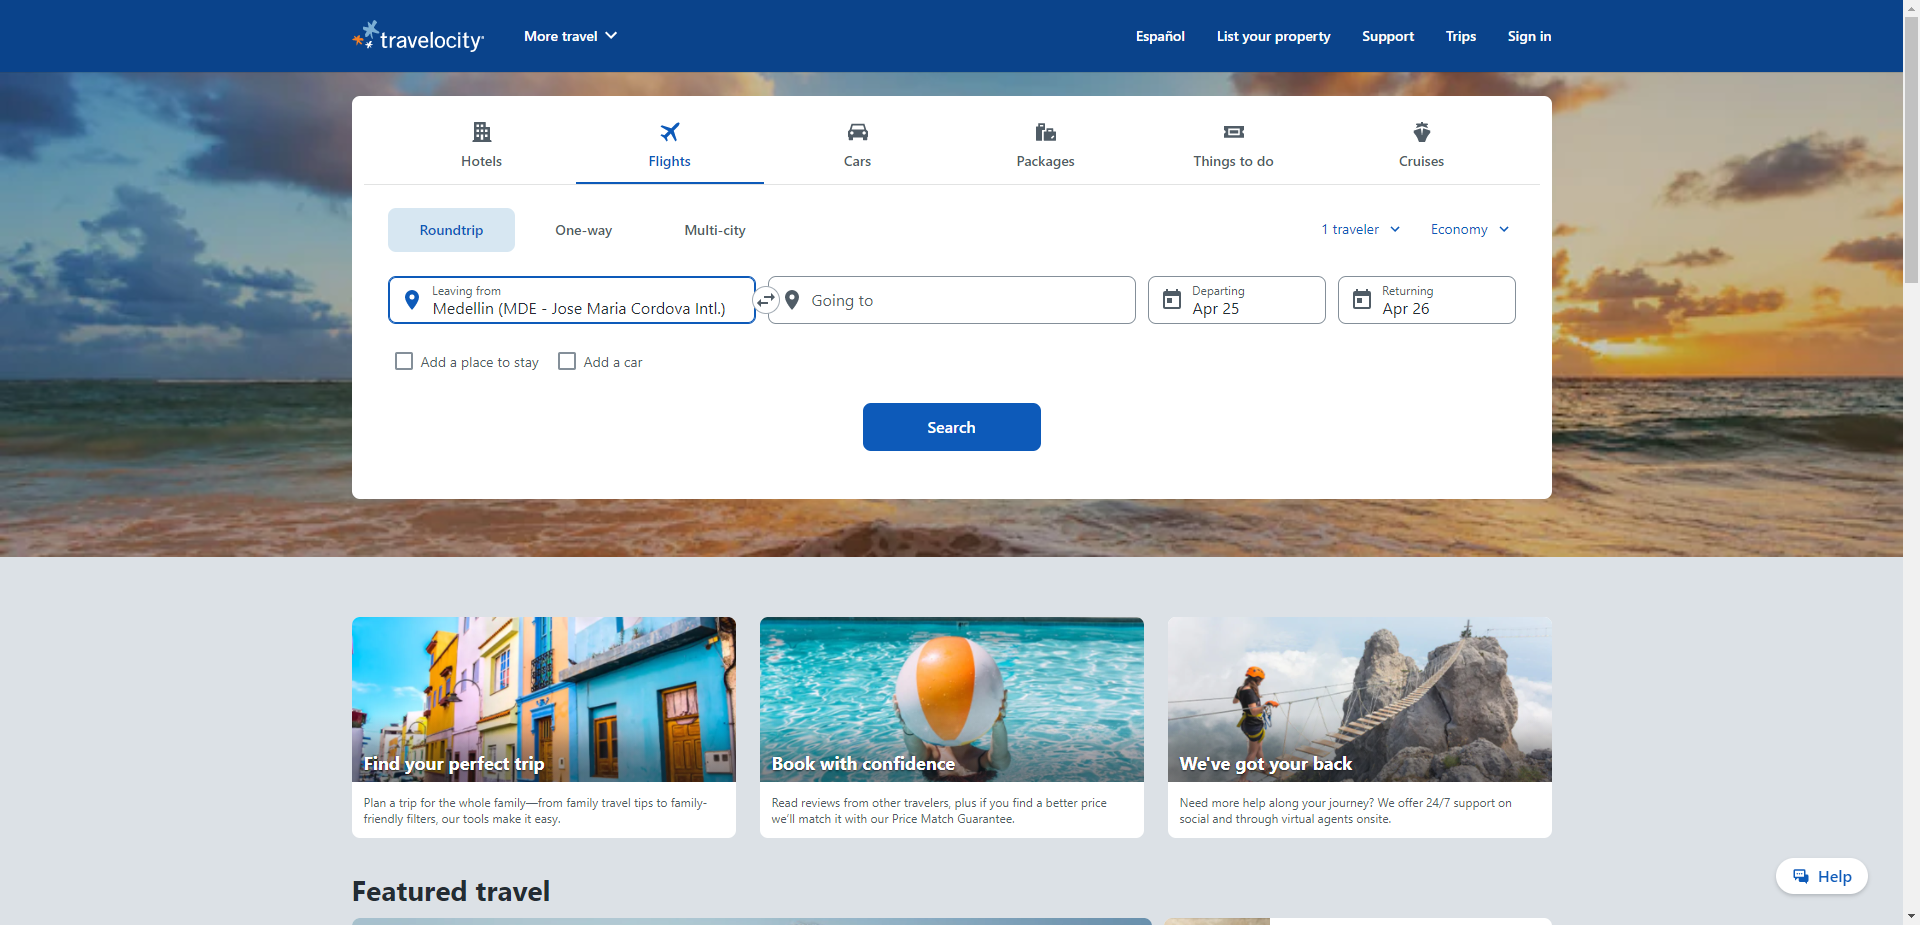 travelocity
More travel
Español
List your property
Support
Trips
Sign in
Hotels
Flights
Cars
Packages
Things to do
Cruises
Roundtrip
One-way
Multi-city
1 traveler
Economy
Leaving from
Medellin (MDE - Jose Maria Cordova Intl.)
Going to
Departing
Apr 25
Returning
Apr 26
Add a place to stay
Add a car
Search
Find your perfect trip
Plan a trip for the whole family—from family travel tips to family-
friendly filters, our tools make it easy.
Book with confidence
Read reviews from other travelers, plus if you find a better price
we'll match it with our Price Match Guarantee.
We've got your back
Need more help along your journey? We offer 24/7 support on
social and through virtual agents onsite.
Featured travel
Help